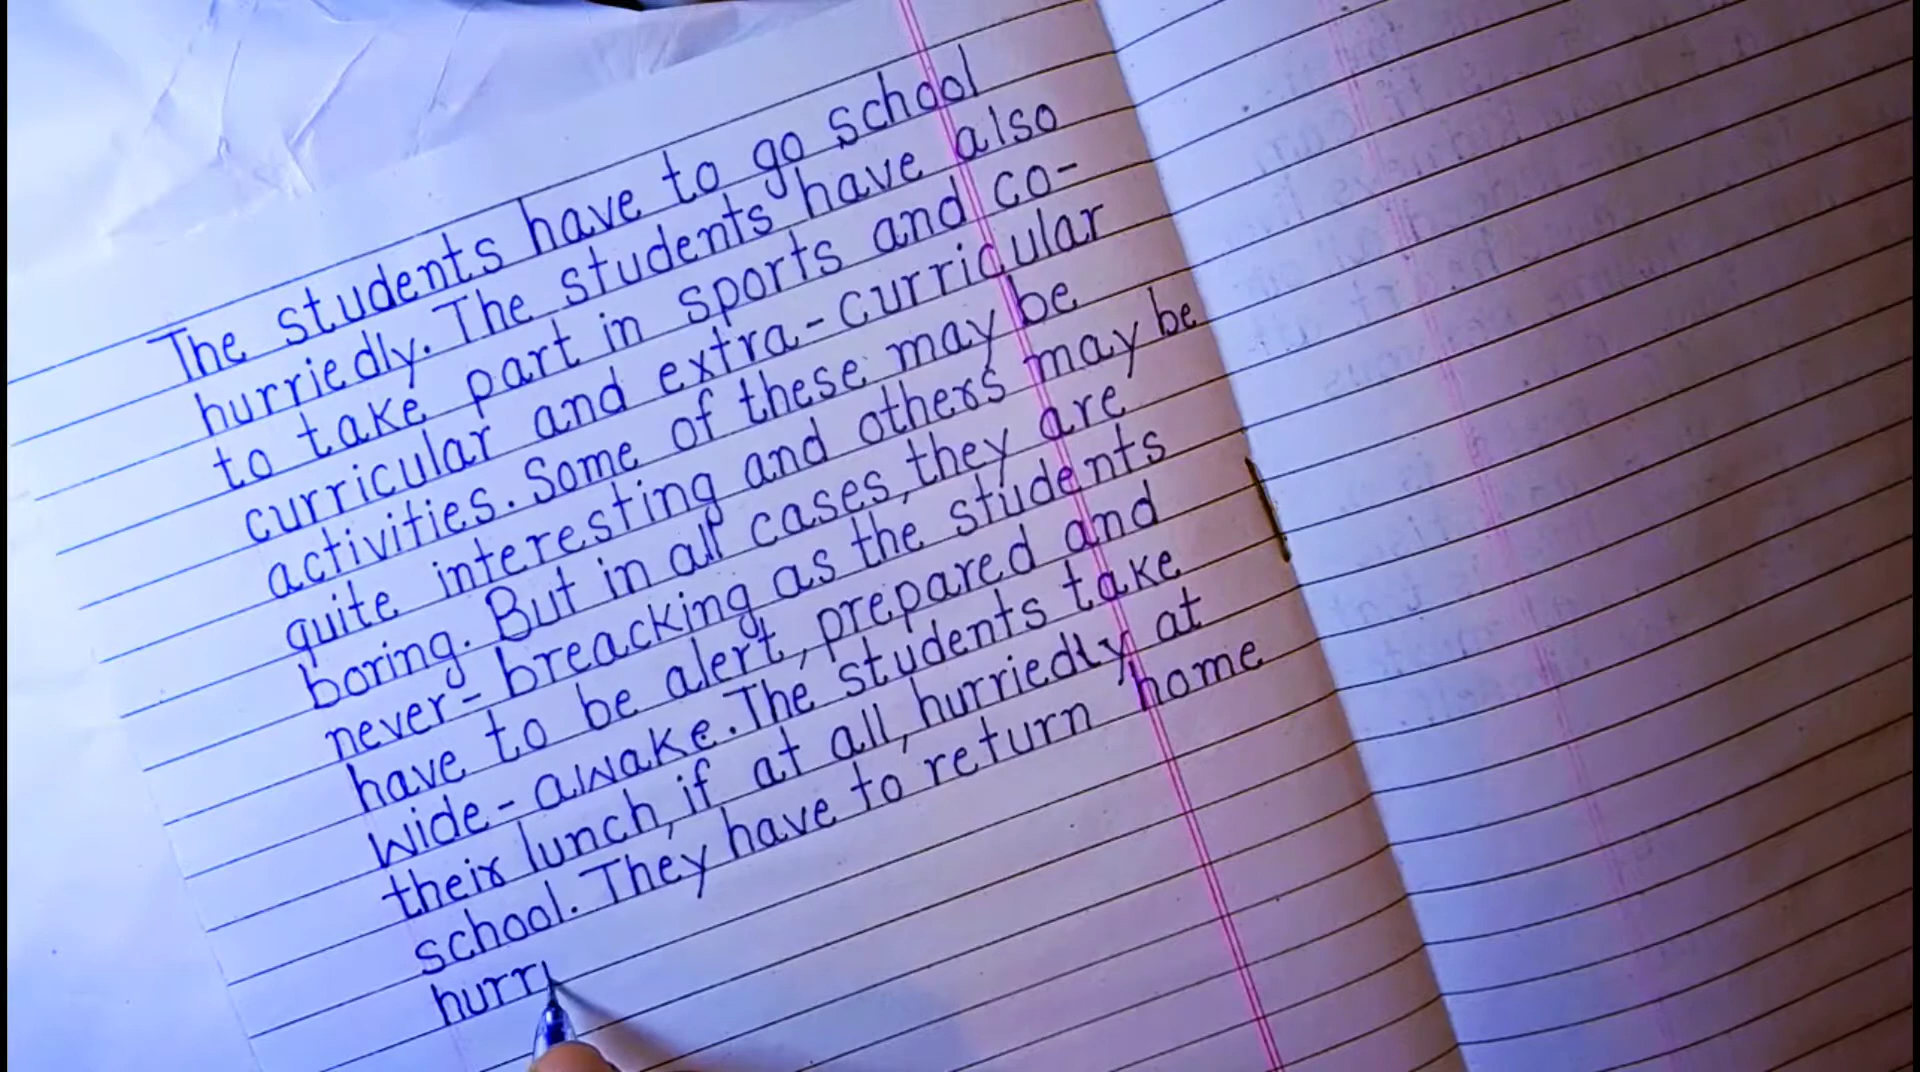 The students have to go school
hurriedly. The students have also
to take part in sports and co-
curricular and extra-curricular
activities. Some of these may be
quite interesting and others may be
boring. But in all cases, they are
never-breacking as the students
have to be alert, prepared and
wide-awake. The students take
their lunch, if at all, hurriedly at
school. They have to return home
hurri